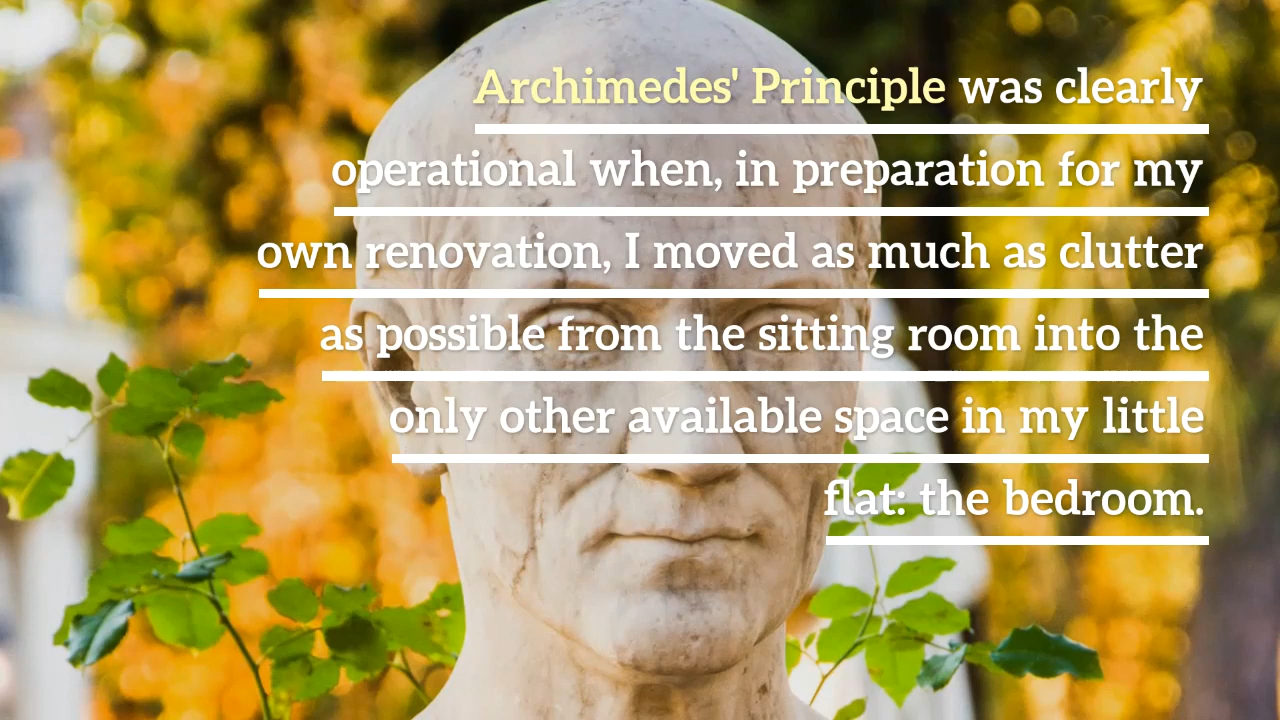 Archimedes' Principle was clearly
operational when, in preparation for my
own renovation, I moved as much as clutter
as possible from the sitting room into the
only other available space in my little
flat: the bedroom.